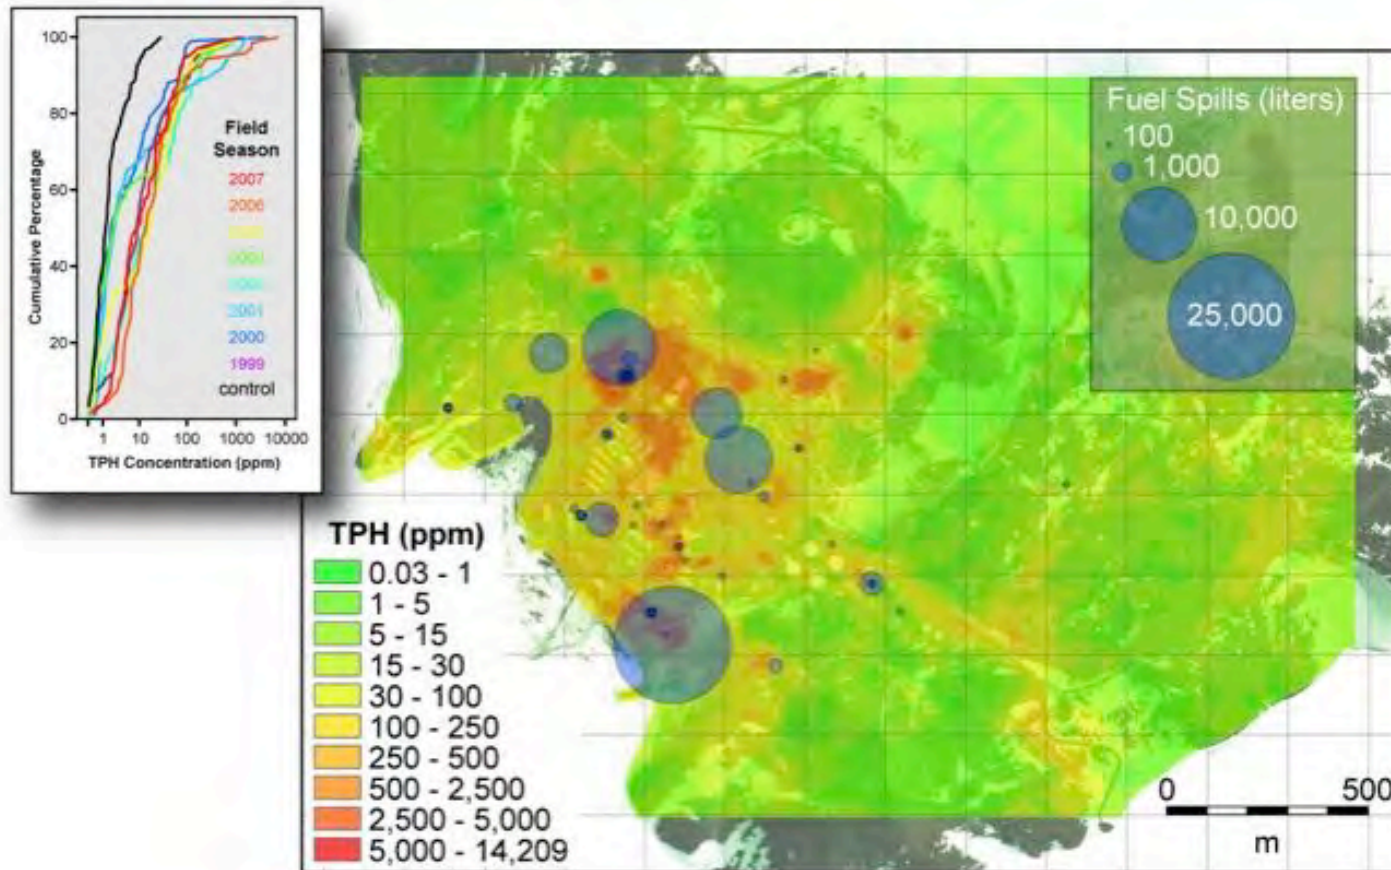 100
80
60
40
20
0
Cumulative Percentage
Field
Season
2007
2006
2001
2000
1999
control
1 10 100 1000 10000
TPH Concentration (ppm)
Fuel Spills (liters)
100
1,000
10,000
25,000
TPH (ppm)
0.03 - 1
1 - 5
5 - 15
15 - 30
30 - 100
100 - 250
250 - 500
500 - 2,500
2,500 - 5,000
5,000 - 14,209
0 500
m